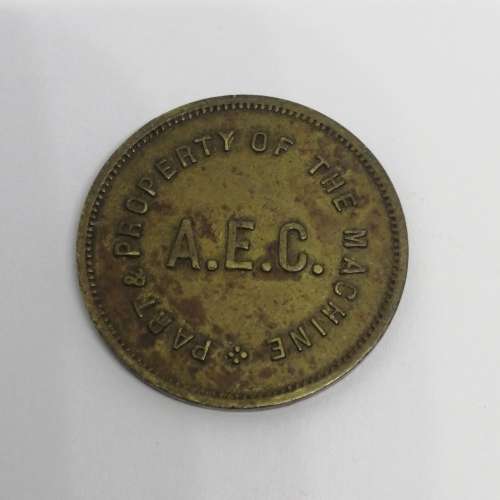 PART & PROPERTY OF THE MACHINE
A.E.C.